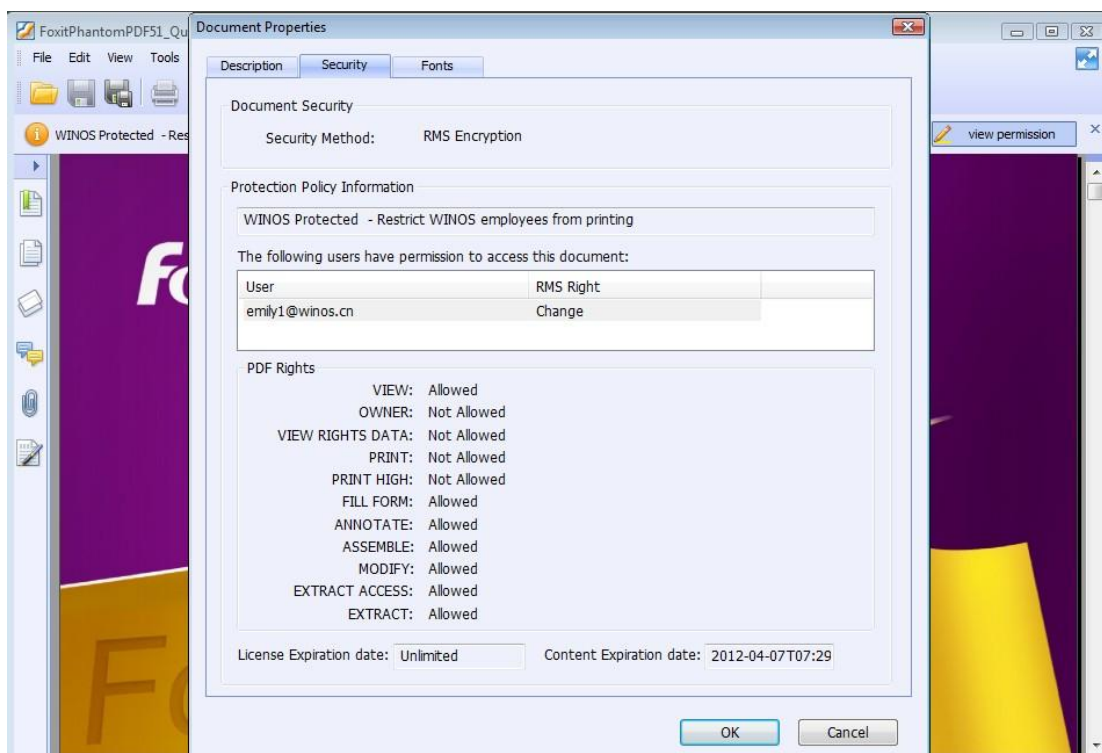 FoxitPhantomPDF51_Qu
Document Properties
File Edit View Tools
Description Security Fonts
Document Security
Security Method: RMS Encryption
WINOS Protected - Res
view permission
Protection Policy Information
WINOS Protected - Restrict WINOS employees from printing
The following users have permission to access this document:
User RMS Right
emily1@winos.cn Change
PDF Rights
VIEW: Allowed
OWNER: Not Allowed
VIEW RIGHTS DATA: Not Allowed
PRINT: Not Allowed
PRINT HIGH: Not Allowed
FILL FORM: Allowed
ANNOTATE: Allowed
ASSEMBLE: Allowed
MODIFY: Allowed
EXTRACT ACCESS: Allowed
EXTRACT: Allowed
License Expiration date: Unlimited Content Expiration date: 2012-04-07T07:29
OK Cancel
Fo
Fo